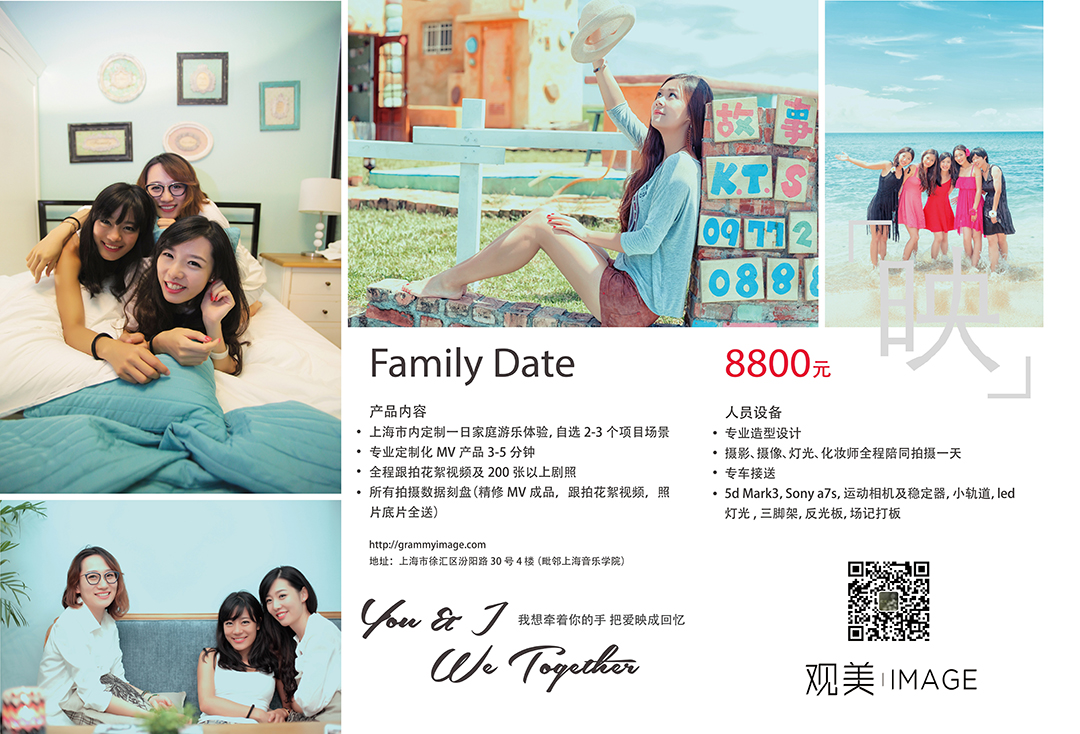 故事
K.T.S
0977 2
088
「映」
Family Date
8800元
产品内容
• 上海市内定制一日家庭游乐体验, 自选 2-3 个项目场景
• 专业定制化 MV 产品 3-5 分钟
• 全程跟拍花絮视频及 200 张以上剧照
• 所有拍摄数据刻盘（精修 MV 成品，跟拍花絮视频，照
片底片全送）
人员设备
• 专业造型设计
• 摄影、摄像、灯光、化妆师全程陪同拍摄一天
• 专车接送
• 5d Mark3, Sony a7s, 运动相机及稳定器, 小轨道, led
灯光 , 三脚架, 反光板, 场记打板
http://grammyimage.com
地址：上海市徐汇区汾阳路 30 号 4 楼（毗邻上海音乐学院）
You & I 我想牵着你的手 把爱映成回忆
We Together
观美 | IMAGE